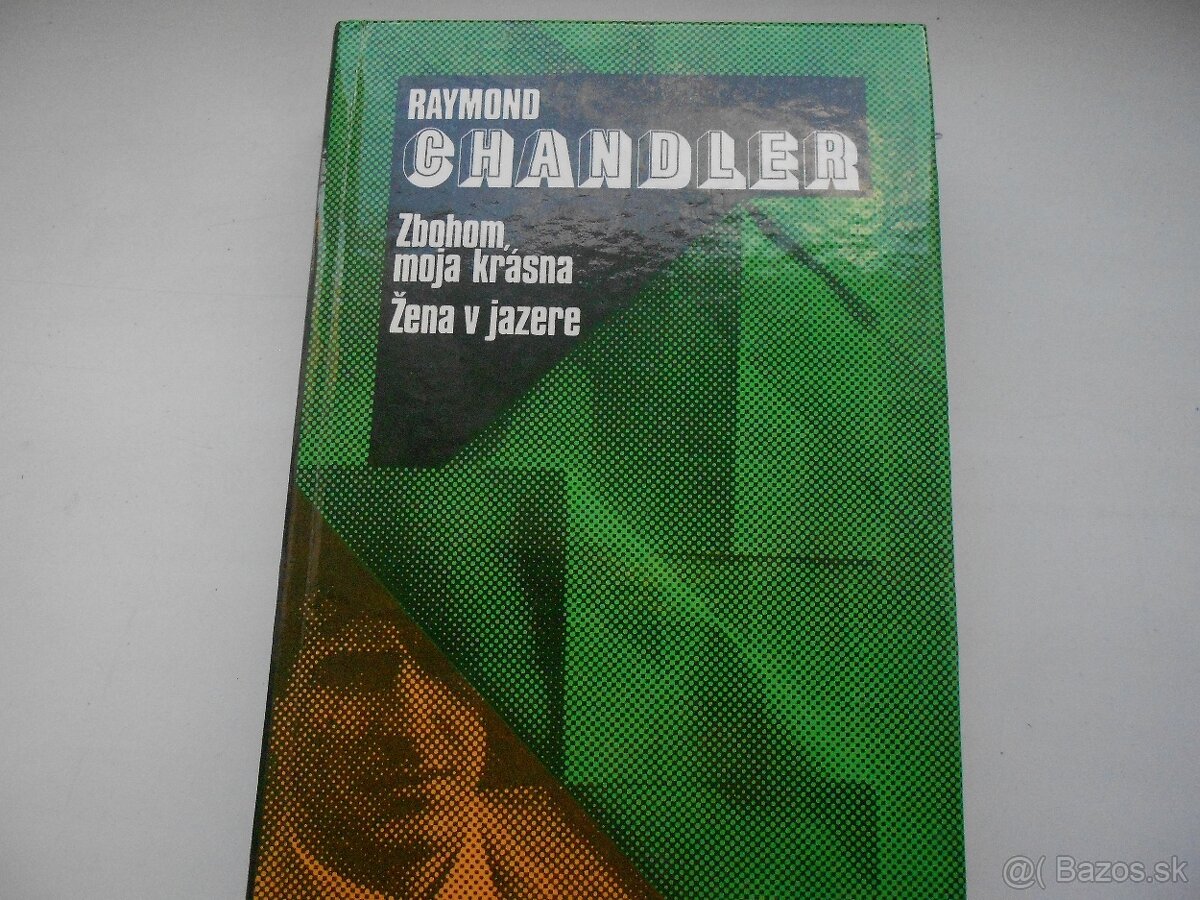 RAYMOND
CHANDLER
Zbohom,
moja krásna
Žena v jazere
@( Bazos.sk